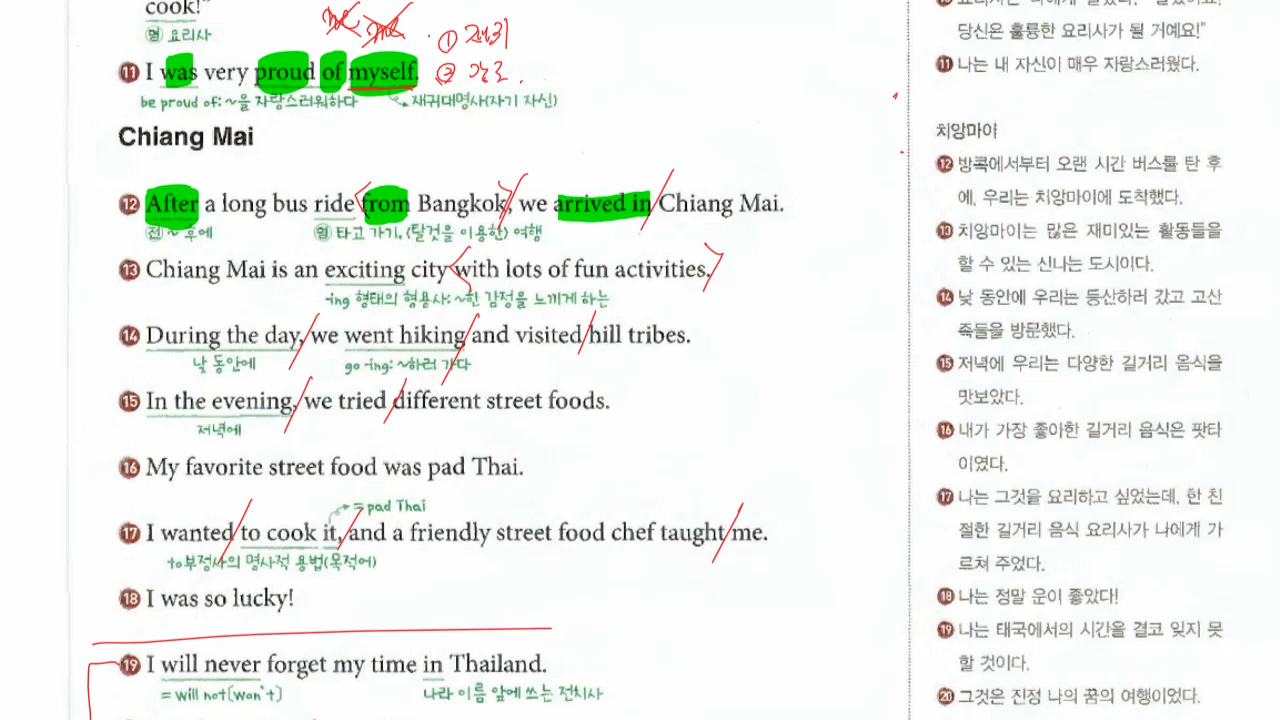 cook!"
명 요리사
① 재귀
⑪ I was very proud of myself. ② 강조.
be proud of: ~을 자랑스러워하다 재귀대명사(자기 자신)
Chiang Mai
⑫ After a long bus ride from Bangkok, we arrived in Chiang Mai.
전 ~ 후에 명 타고 가기, (탈것을 이용한) 여행
⑬ Chiang Mai is an exciting city with lots of fun activities.
-ing 형태의 형용사: ~한 감정을 느끼게 하는
⑭ During the day, we went hiking and visited hill tribes.
낮 동안에 go -ing: ~하러 가다
⑮ In the evening, we tried different street foods.
저녁에
⑯ My favorite street food was pad Thai.
= pad Thai
⑰ I wanted to cook it, and a friendly street food chef taught me.
to부정사의 명사적 용법(목적어)
⑱ I was so lucky!
⑲ I will never forget my time in Thailand.
= will not(won't) 나라 이름 앞에 쓰는 전치사
당신은 훌륭한 요리사가 될 거예요!"
⑪ 나는 내 자신이 매우 자랑스러웠다.
치앙마이
⑫ 방콕에서부터 오랜 시간 버스를 탄 후
에, 우리는 치앙마이에 도착했다.
⑬ 치앙마이는 많은 재미있는 활동들을
할 수 있는 신나는 도시이다.
⑭ 낮 동안에 우리는 등산하러 갔고 고산
족들을 방문했다.
⑮ 저녁에 우리는 다양한 길거리 음식을
맛보았다.
⑯ 내가 가장 좋아한 길거리 음식은 팟타
이였다.
⑰ 나는 그것을 요리하고 싶었는데, 한 친
절한 길거리 음식 요리사가 나에게 가
르쳐 주었다.
⑱ 나는 정말 운이 좋았다!
⑲ 나는 태국에서의 시간을 결코 잊지 못
할 것이다.
⑳ 그것은 진정 나의 꿈의 여행이었다.